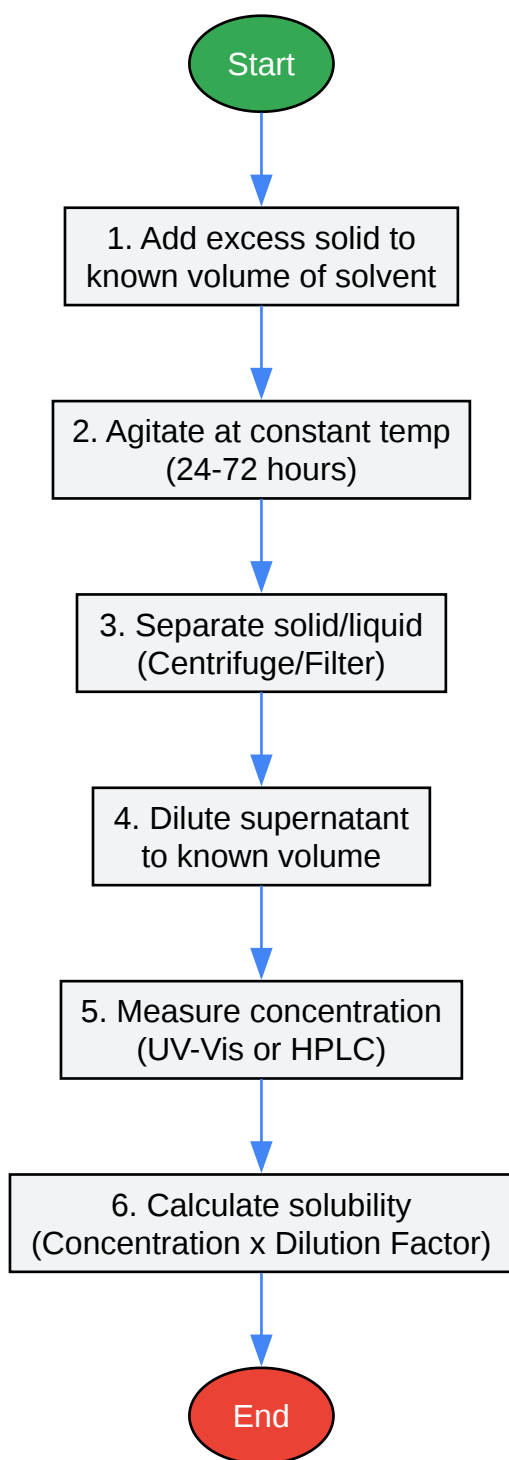 Start
1. Add excess solid to
known volume of solvent
2. Agitate at constant temp
(24-72 hours)
3. Separate solid/liquid
(Centrifuge/Filter)
4. Dilute supernatant
to known volume
5. Measure concentration
(UV-Vis or HPLC)
6. Calculate solubility
(Concentration x Dilution Factor)
End